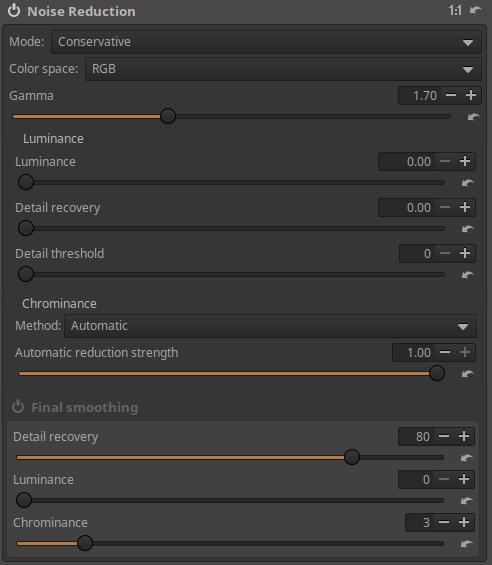 Noise Reduction 1:1
Mode: Conservative
Color space: RGB
Gamma 1.70
Luminance
Luminance 0.00
Detail recovery 0.00
Detail threshold 0
Chrominance
Method: Automatic
Automatic reduction strength 1.00
Final smoothing
Detail recovery 80
Luminance 0
Chrominance 3